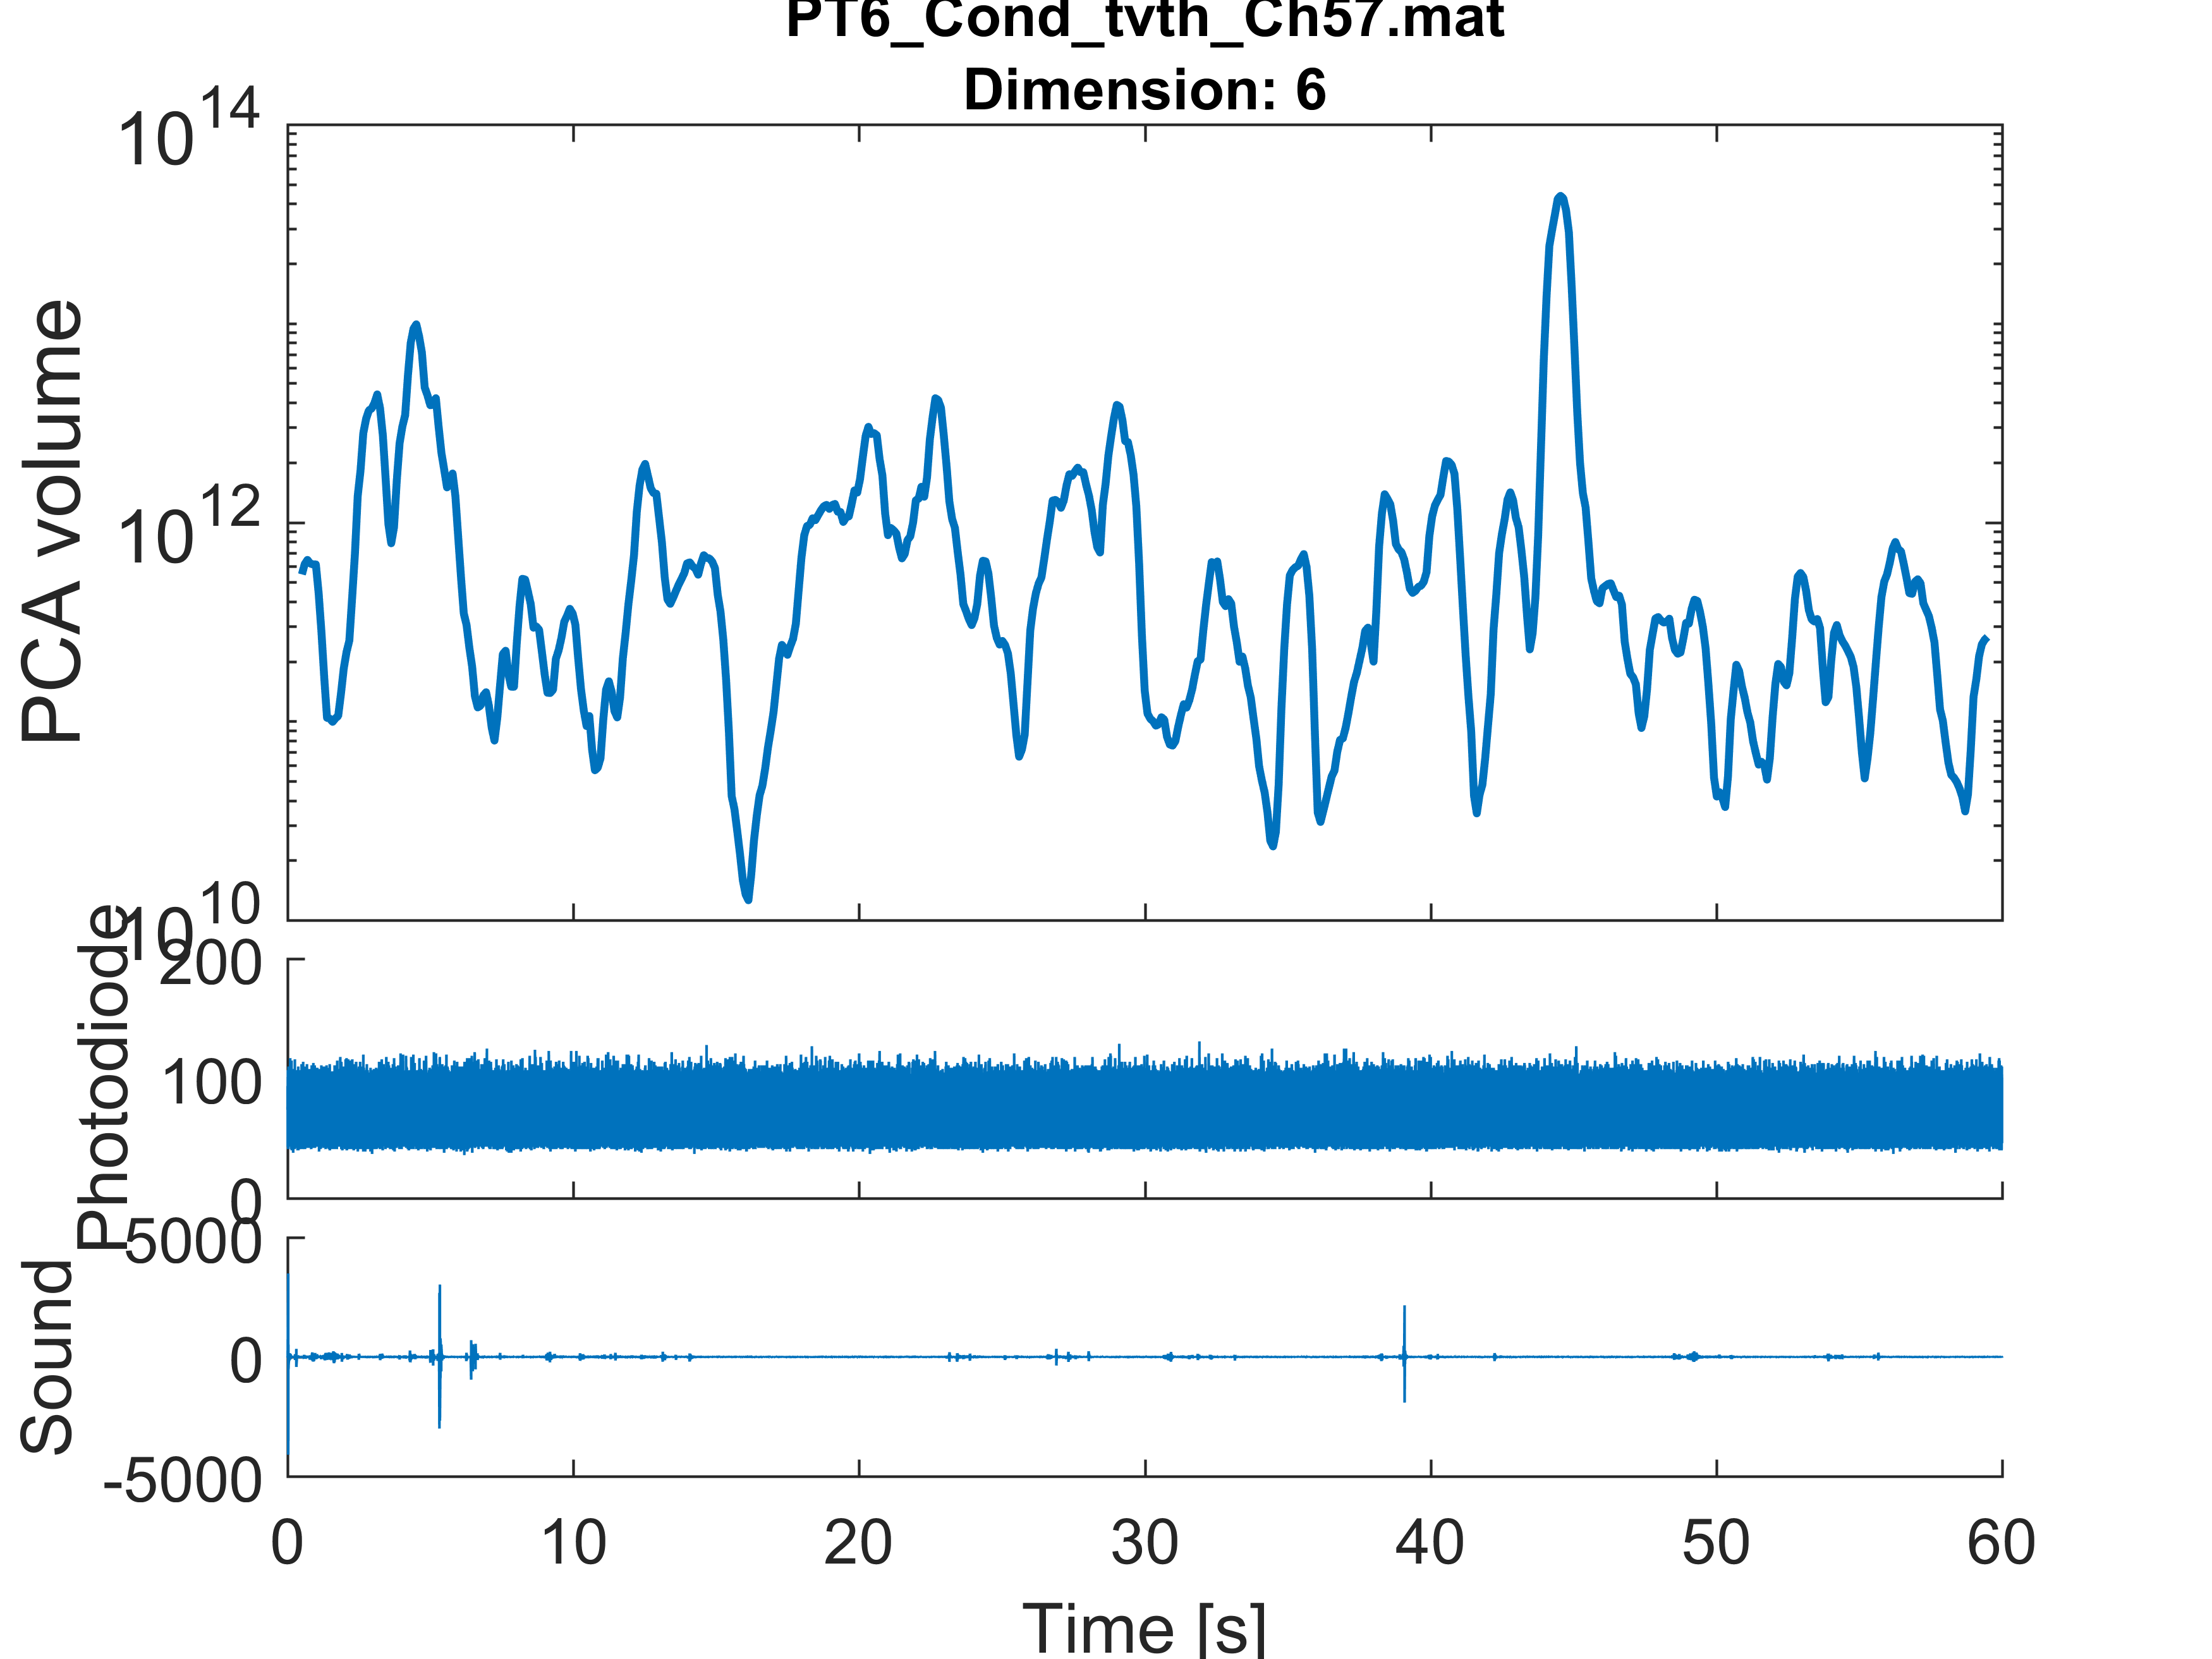 PT6_Cond_tvth_Ch57.mat
Dimension: 6
PCA volume
10^14
10^12
10^10
Photodiode
200
100
0
Sound
5000
0
-5000
0 10 20 30 40 50 60
Time [s]